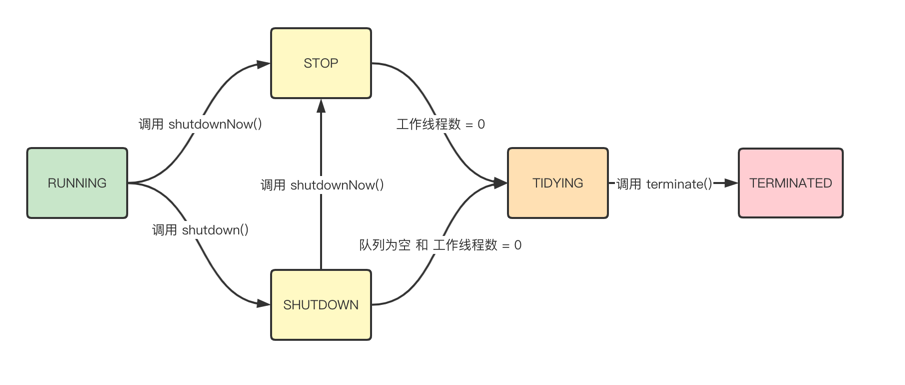 STOP
调用 shutdownNow()
工作线程数 = 0
RUNNING
调用 shutdownNow()
TIDYING
调用 terminate()
TERMINATED
调用 shutdown()
队列为空 和 工作线程数 = 0
SHUTDOWN